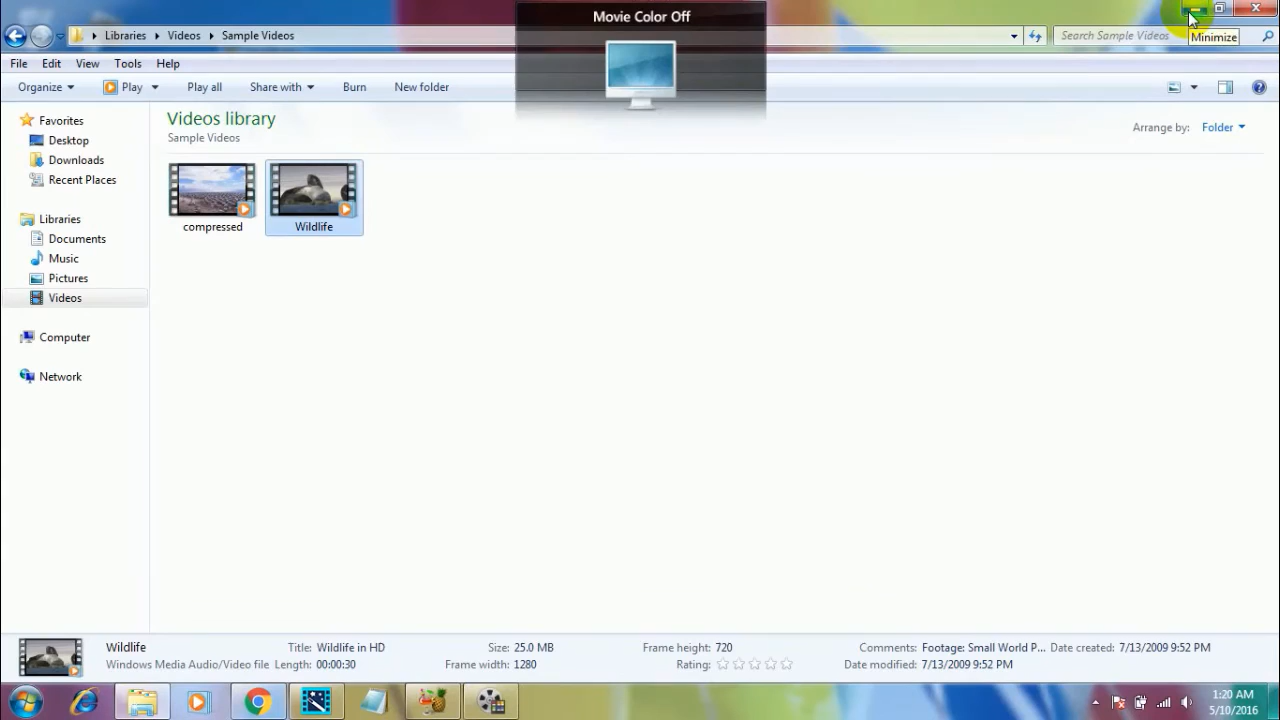 Movie Color Off
Libraries
Videos
Sample Videos
Search Sample Videos
Minimize
File Edit View Tools Help
Organize Play Play all Share with Burn New folder
Favorites
Desktop
Downloads
Recent Places
Libraries
Documents
Music
Pictures
Videos
Computer
Network
Videos library
Sample Videos
Arrange by: Folder
compressed
Wildlife
Wildlife
Windows Media Audio/Video file
Title: Wildlife in HD
Length: 00:00:30
Size: 25.0 MB
Frame width: 1280
Frame height: 720
Rating:
Comments: Footage: Small World P...
Date modified: 7/13/2009 9:52 PM
Date created: 7/13/2009 9:52 PM
1:20 AM
5/10/2016